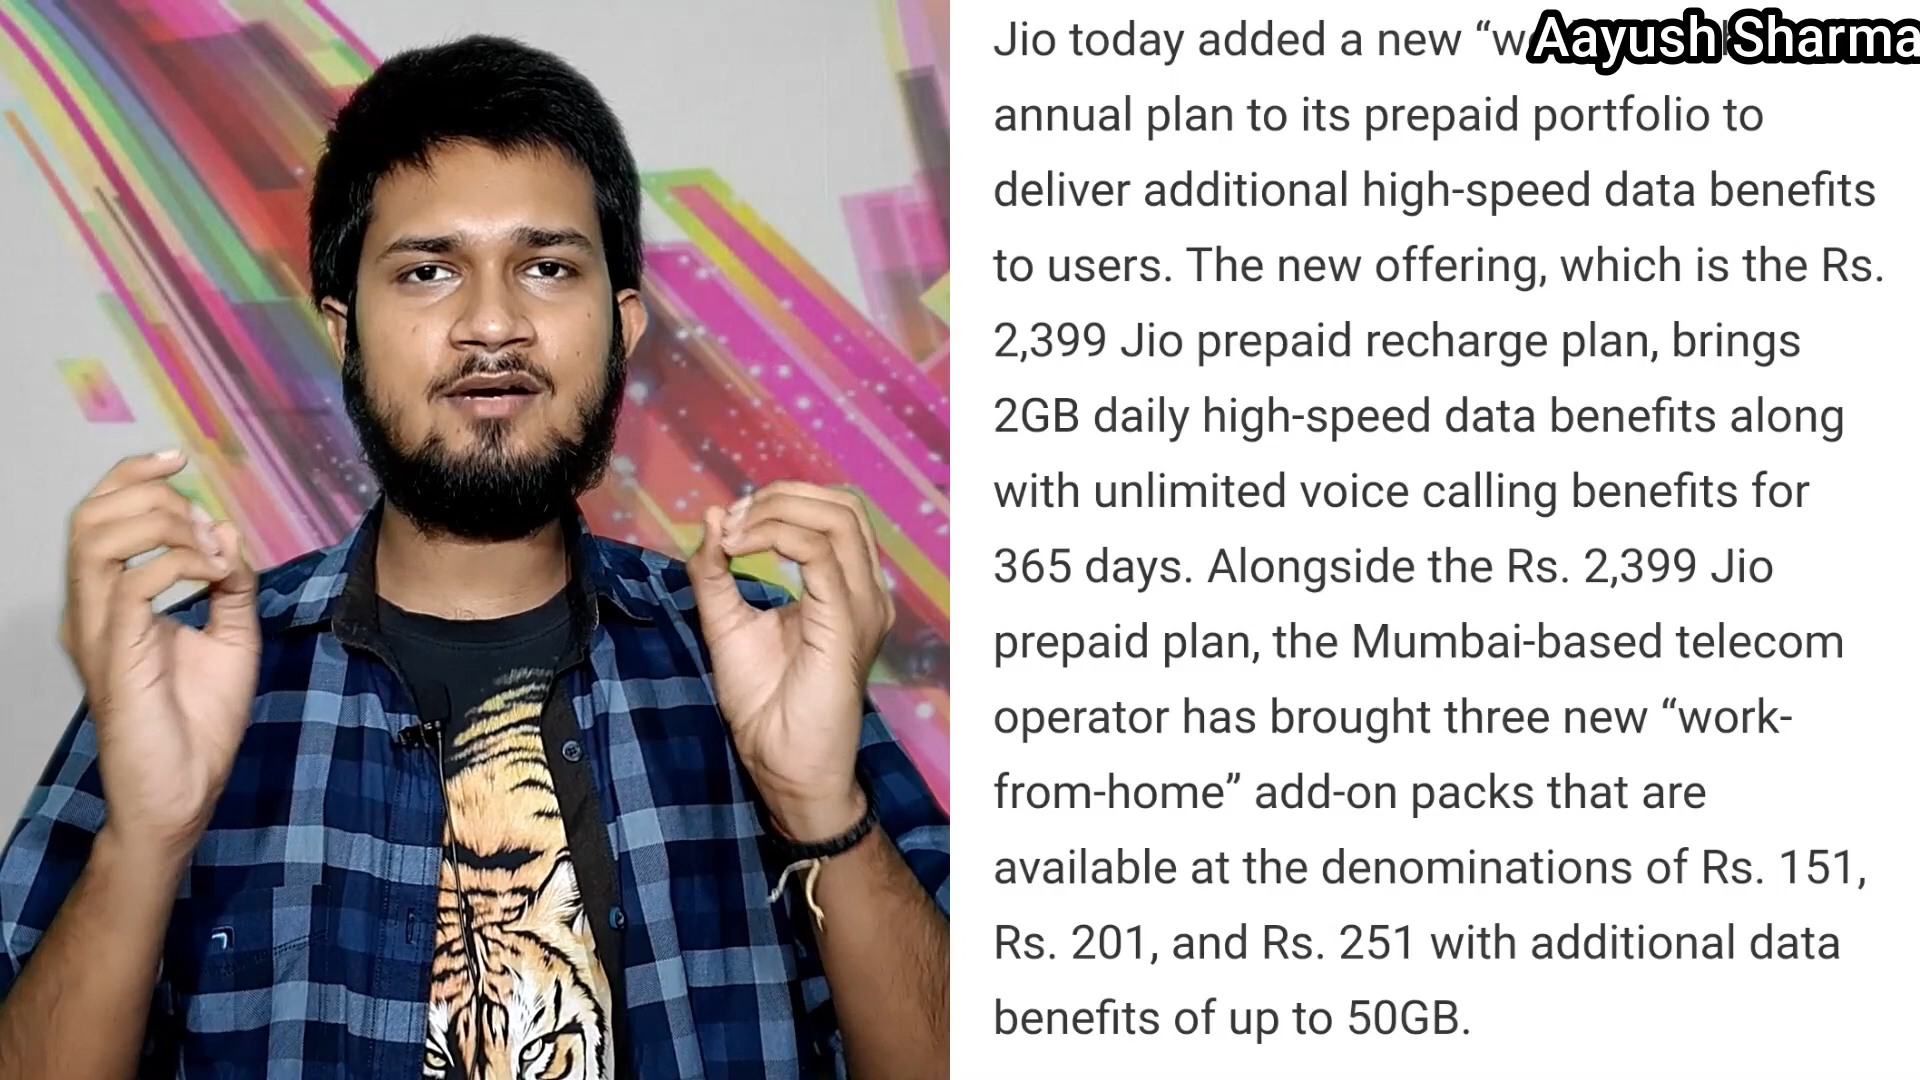 Jio today added a new “w
Aayush Sharma
annual plan to its prepaid portfolio to
deliver additional high-speed data benefits
to users. The new offering, which is the Rs.
2,399 Jio prepaid recharge plan, brings
2GB daily high-speed data benefits along
with unlimited voice calling benefits for
365 days. Alongside the Rs. 2,399 Jio
prepaid plan, the Mumbai-based telecom
operator has brought three new “work-
from-home” add-on packs that are
available at the denominations of Rs. 151,
Rs. 201, and Rs. 251 with additional data
benefits of up to 50GB.